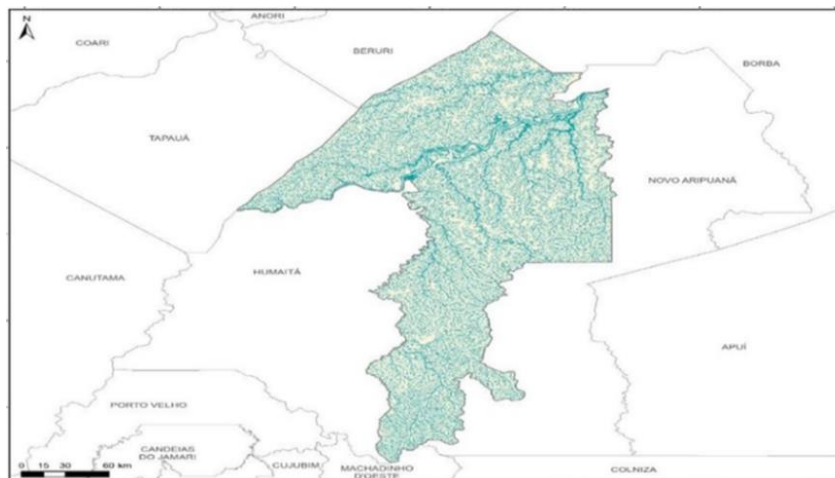 N
ANORI
COARI
BERURI
BORBA
TAPAUÁ
NOVO ARIPUANÃ
CANUTAMA
HUMAITÁ
APUÍ
PORTO VELHO
CANDEIAS
DO JAMARI
CUJUBIM
MACHADINHO
D'OESTE
COLNIZA
0 15 30 60 km